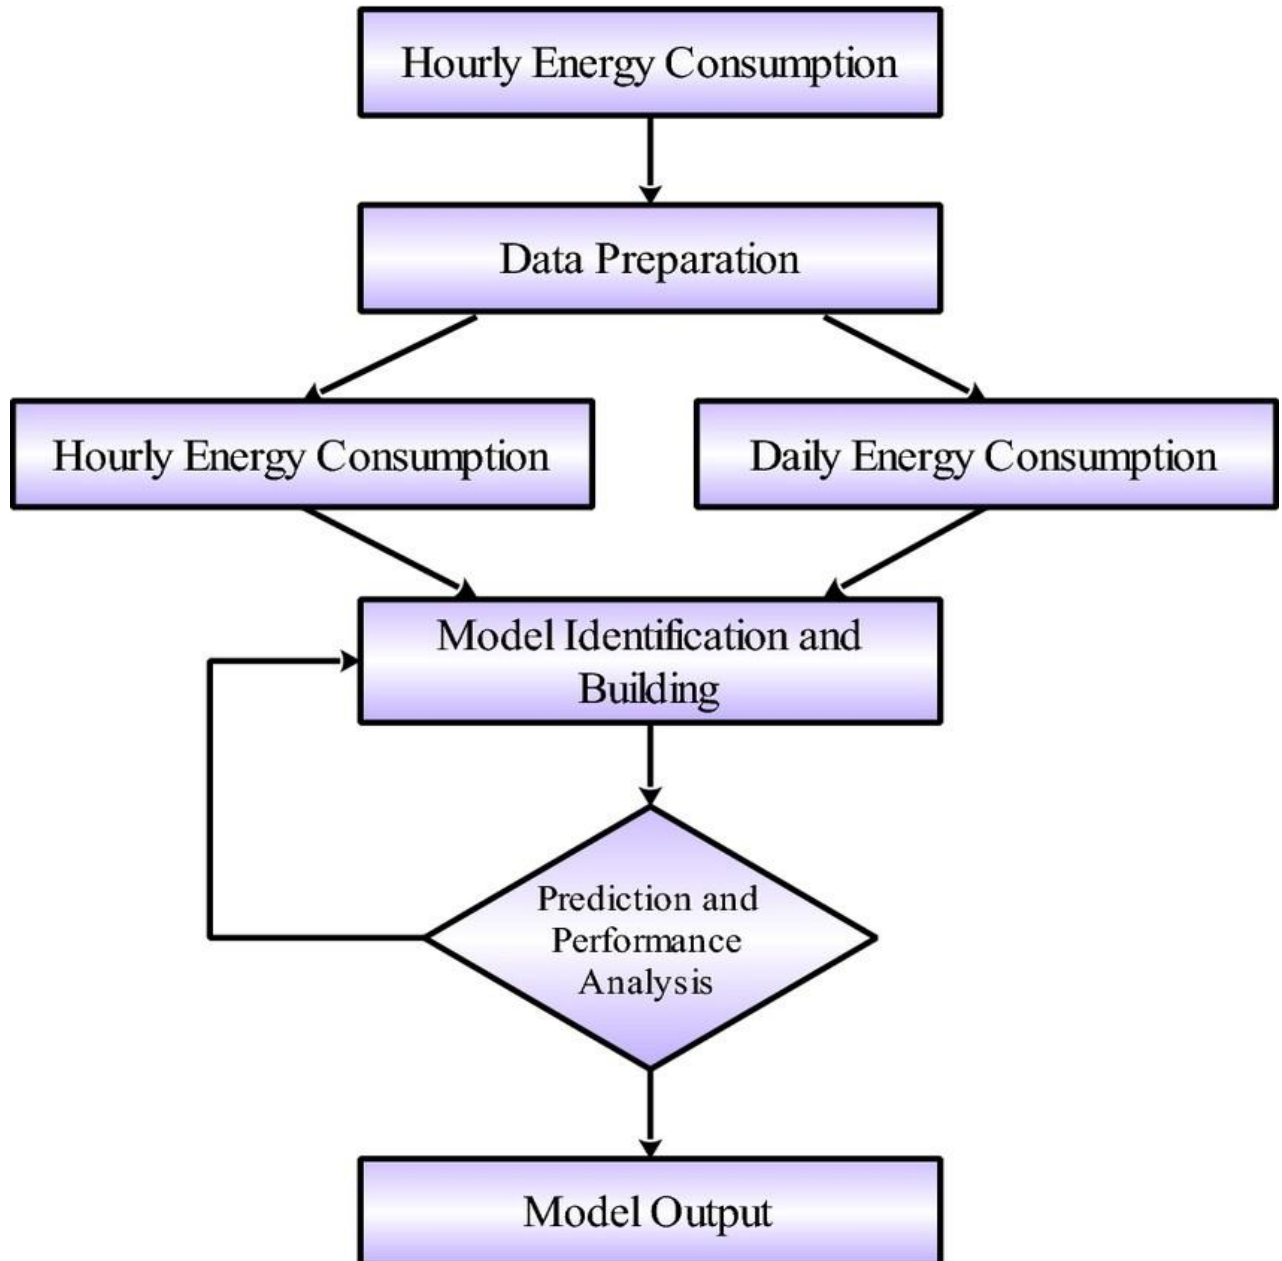 Hourly Energy Consumption
Data Preparation
Hourly Energy Consumption
Daily Energy Consumption
Model Identification and
Building
Prediction and
Performance
Analysis
Model Output